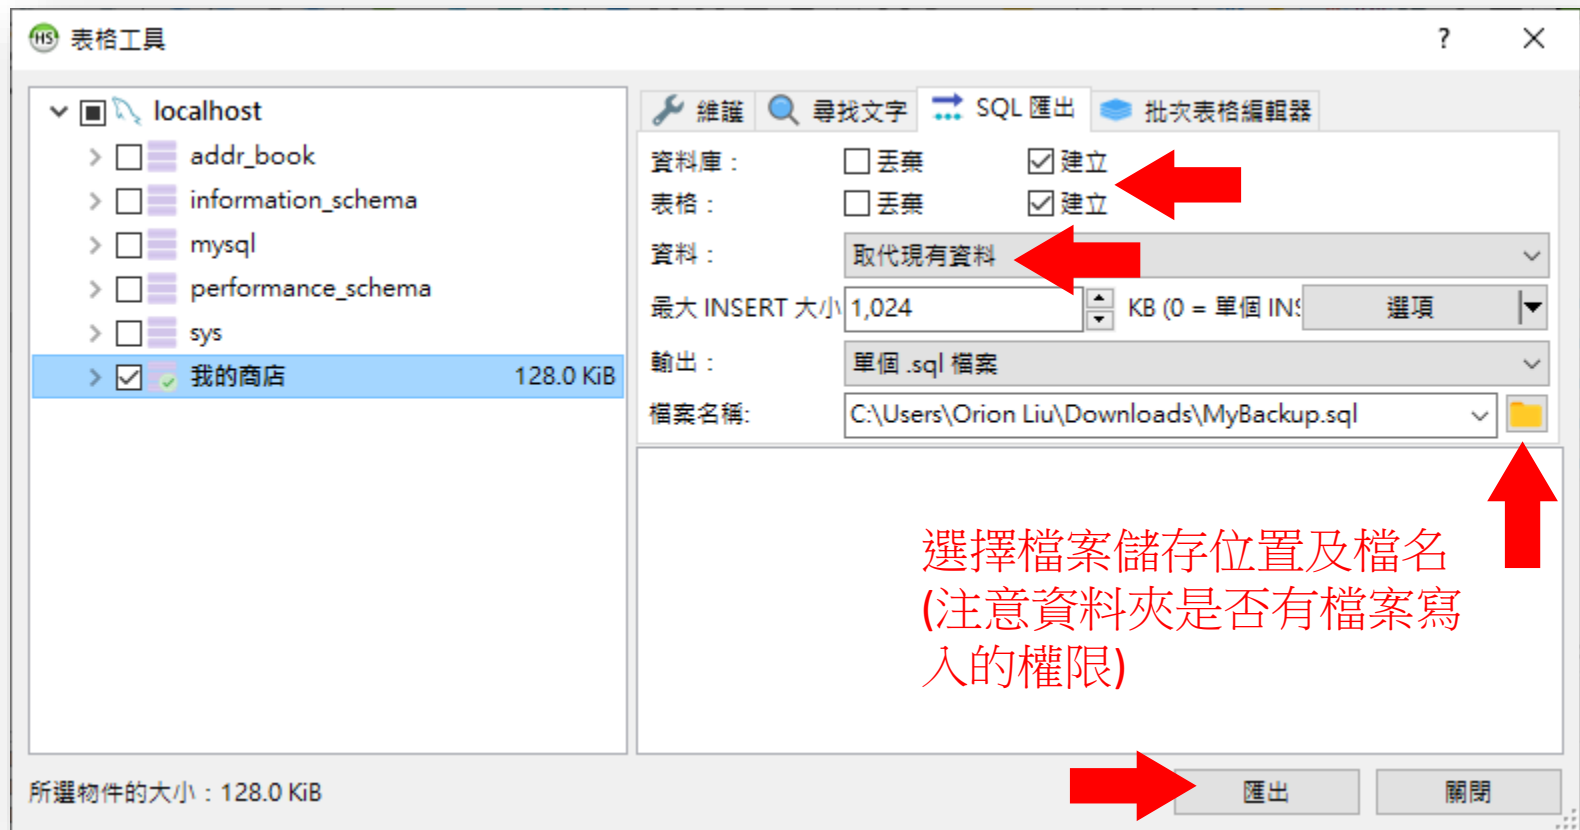 HS 表格工具 ?
localhost
addr_book
information_schema
mysql
performance_schema
sys
我的商店 128.0 KiB
維護 尋找文字 SQL 匯出 批次表格編輯器
資料庫： 丟棄 建立
表格： 丟棄 建立
資料： 取代現有資料
最大 INSERT 大小 1,024 KB (0 = 單個 INS 選項
輸出： 單個 .sql 檔案
檔案名稱: C:\Users\Orion Liu\Downloads\MyBackup.sql
選擇檔案儲存位置及檔名
(注意資料夾是否有檔案寫
入的權限)
所選物件的大小：128.0 KiB 匯出 關閉